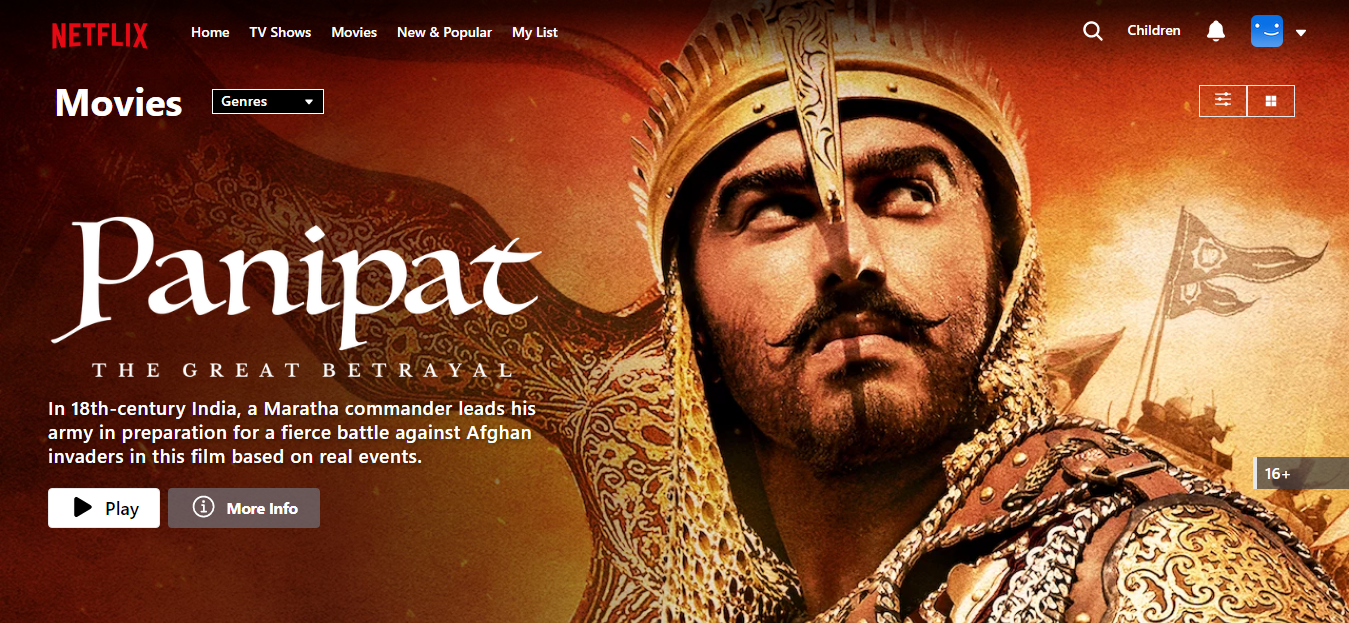 NETFLIX Home TV Shows Movies New & Popular My List Children
Movies Genres
Panipat
THE GREAT BETRAYAL
In 18th-century India, a Maratha commander leads his
army in preparation for a fierce battle against Afghan
invaders in this film based on real events.
16+
Play More Info